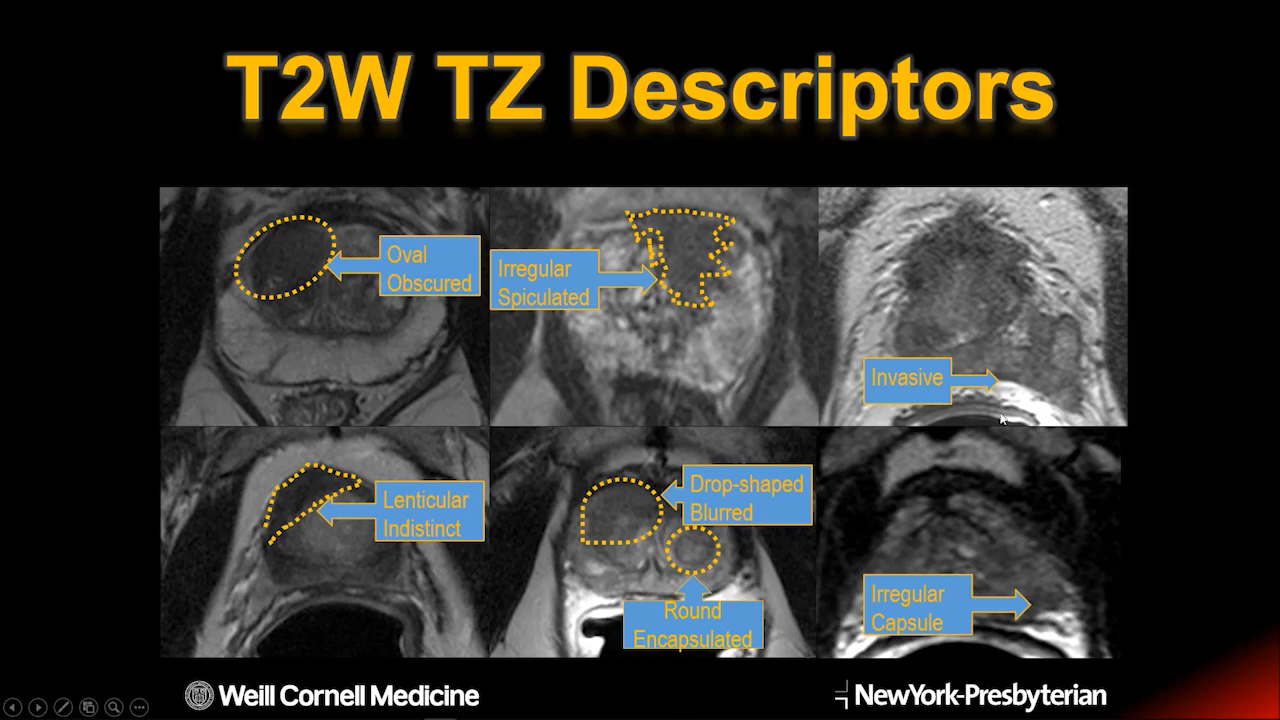 T2W TZ Descriptors
Oval
Obscured
Irregular
Spiculated
Invasive
Lenticular
Indistinct
Drop-shaped
Blurred
Round
Encapsulated
Irregular
Capsule
Weill Cornell Medicine
NewYork-Presbyterian